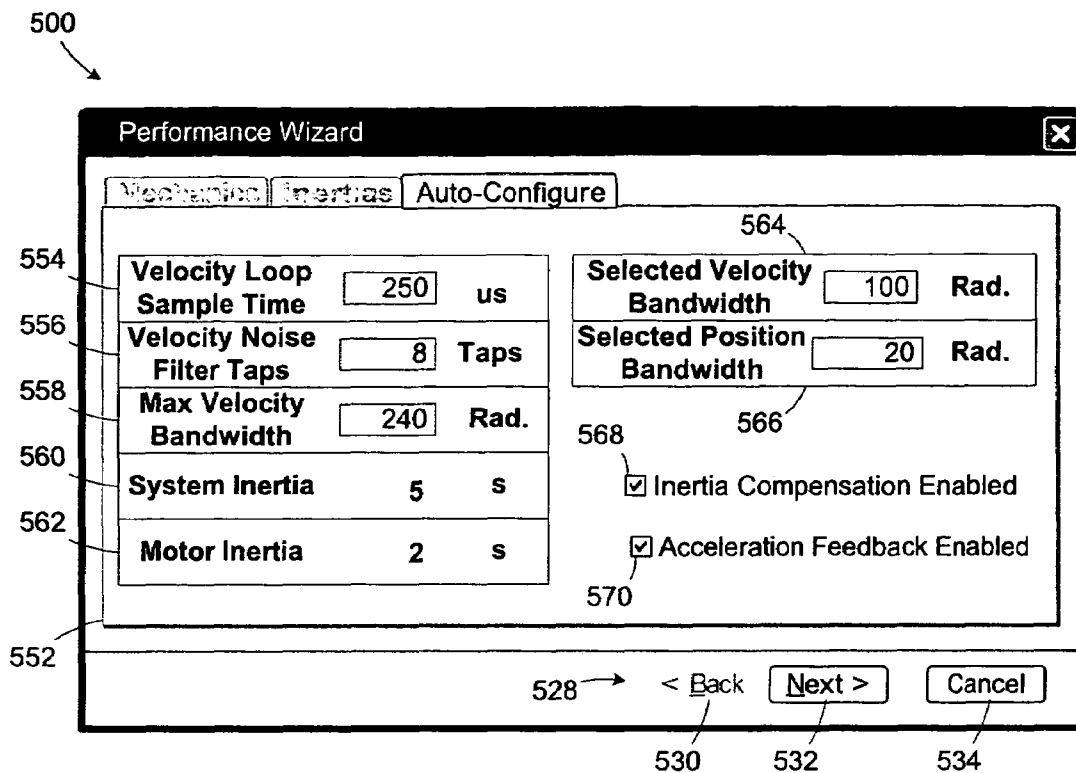 500
Performance Wizard
Mechanics Inertias Auto-Configure
564
554
Velocity Loop
Sample Time 250 us
Selected Velocity
Bandwidth 100 Rad.
556
Velocity Noise
Filter Taps 8 Taps
Selected Position
Bandwidth 20 Rad.
558
Max Velocity
Bandwidth 240 Rad.
566
568
560
System Inertia 5 s
Inertia Compensation Enabled
562
Motor Inertia 2 s
Acceleration Feedback Enabled
570
552
528
< Back Next > Cancel
530 532 534